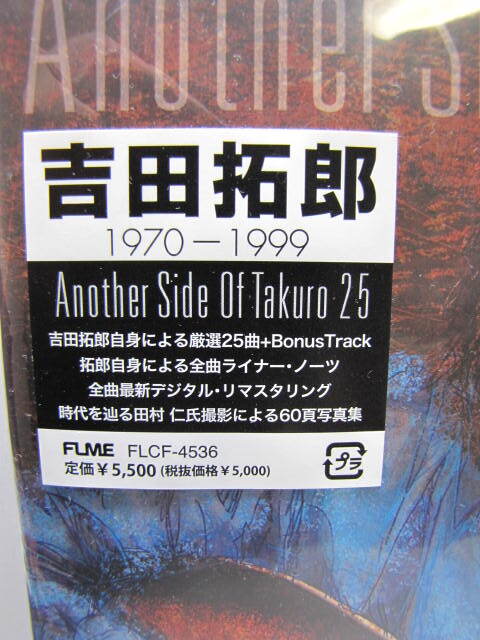 Another S
吉田拓郎
1970－1999
Another Side Of Takuro 25
吉田拓郎自身による厳選25曲+BonusTrack
拓郎自身による全曲ライナー・ノーツ
全曲最新デジタル・リマスタリング
時代を辿る田村 仁氏撮影による60頁写真集
FLME FLCF-4536
定価￥5,500 (税抜価格￥5,000)
プラ